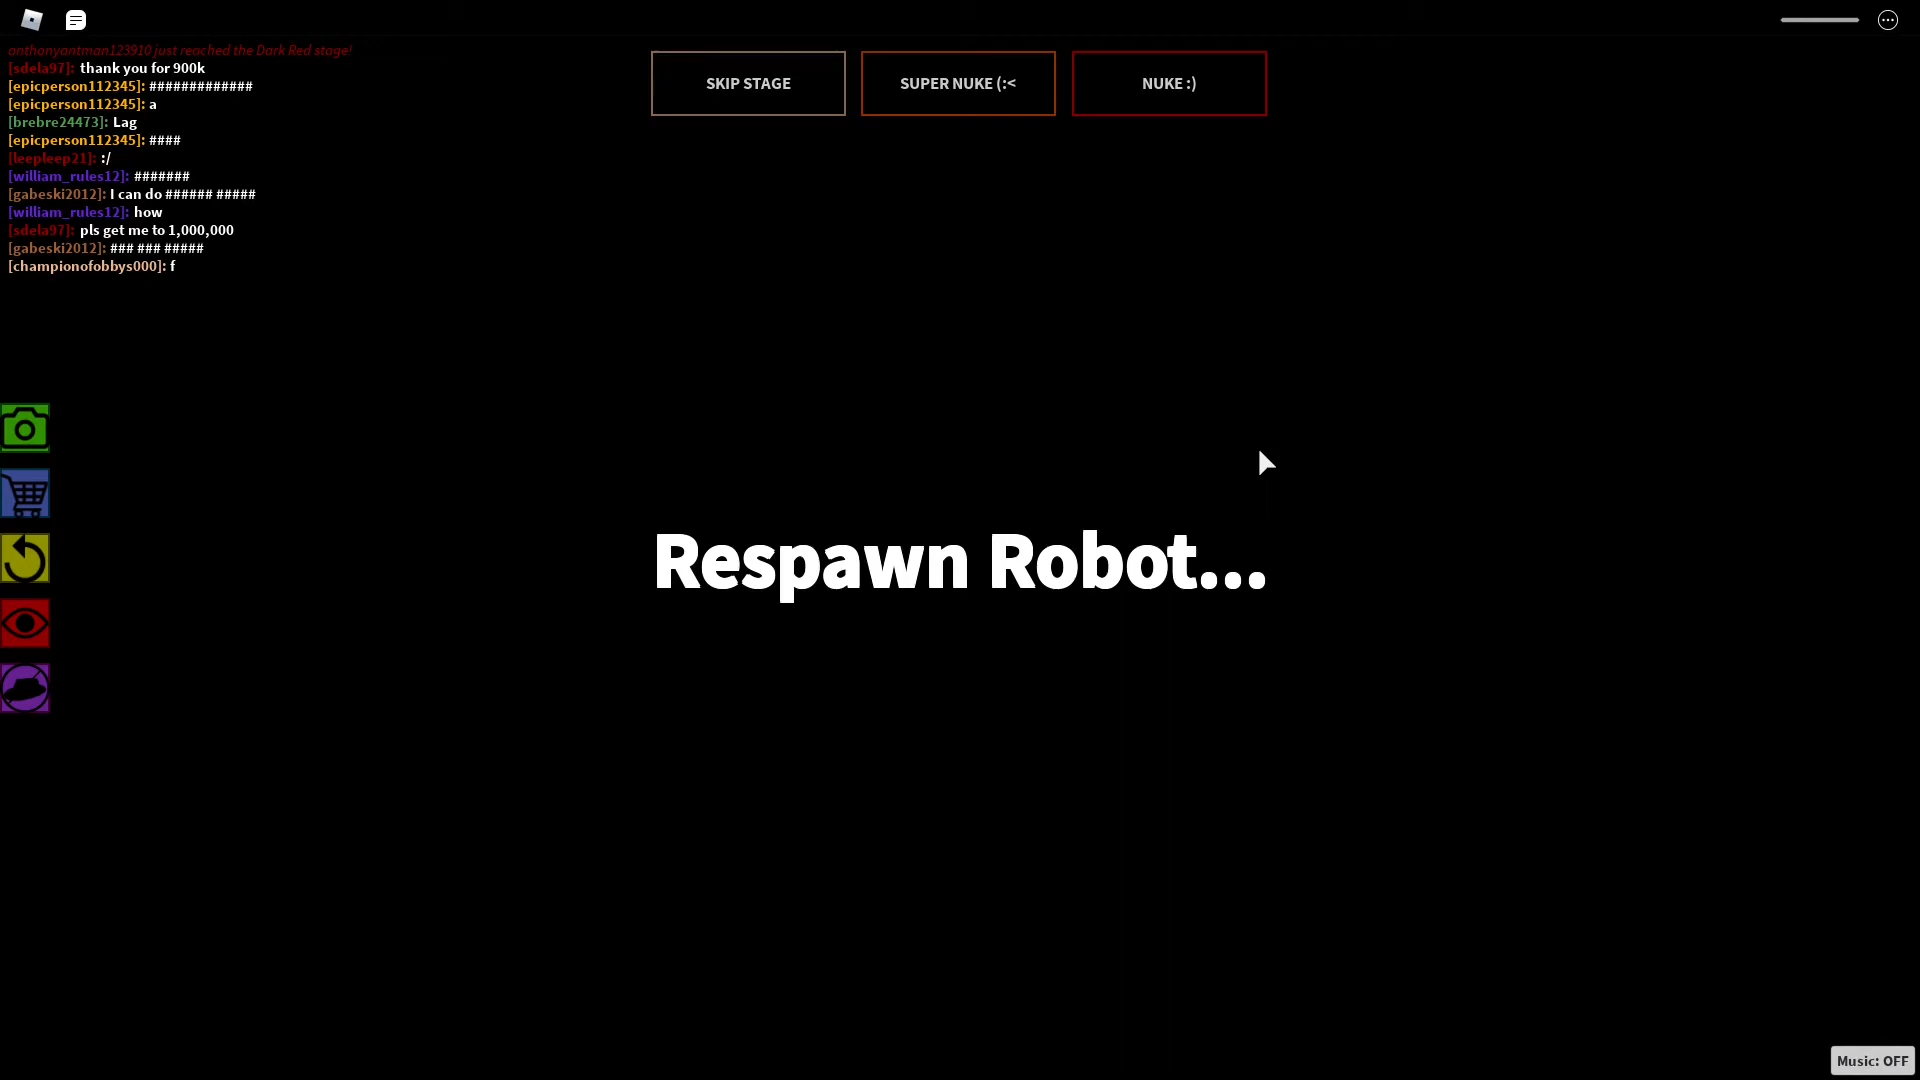 anthonyantman123910 just reached the Dark Red stage!
[sdela97]: thank you for 900k
[epicperson112345]: #############
[epicperson112345]: a
[brebre24473]: Lag
[epicperson112345]: ####
[leepleep21]: :/
[william_rules12]: #######
[gabeski2012]: I can do ###### #####
[william_rules12]: how
[sdela97]: pls get me to 1,000,000
[gabeski2012]: ### ### #####
[championofobbys000]: f
SKIP STAGE
SUPER NUKE (:<
NUKE :)
Respawn Robot...
Music: OFF